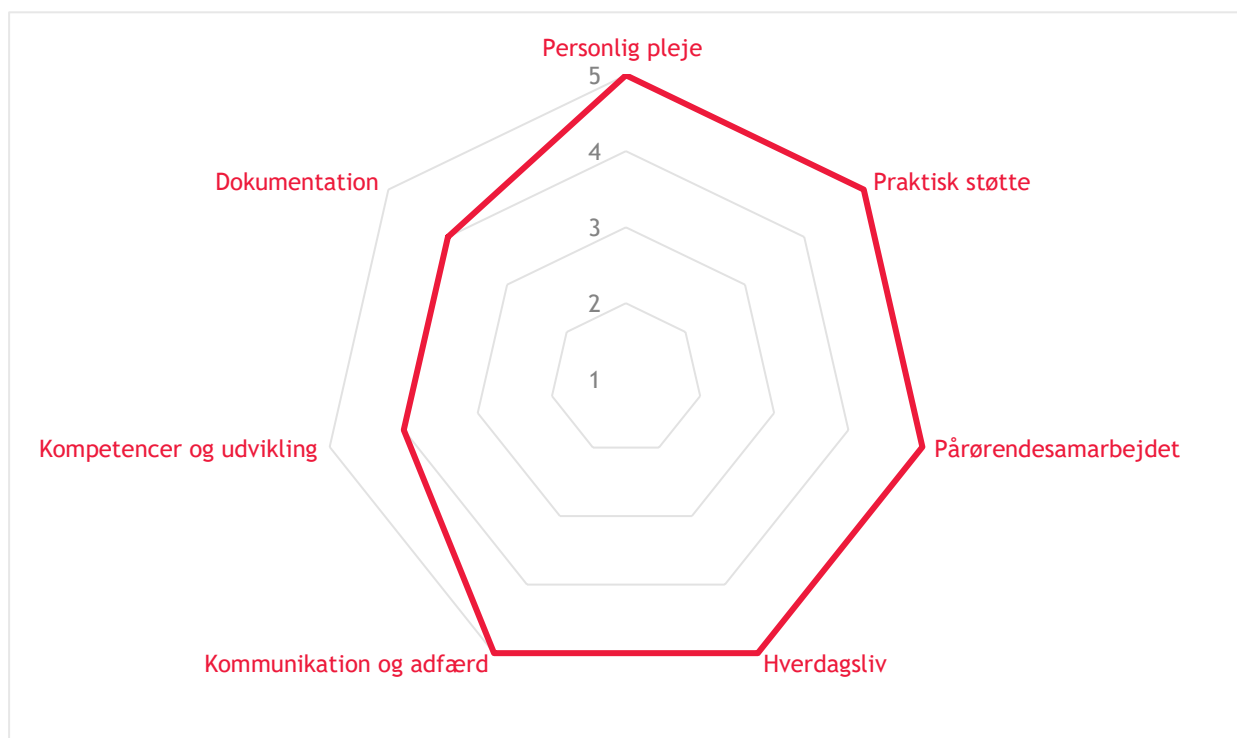 Personlig pleje
5
Dokumentation
Praktisk støtte
4
3
2
1
Kompetencer og udvikling
Pårørendesamarbejdet
Kommunikation og adfærd
Hverdagsliv